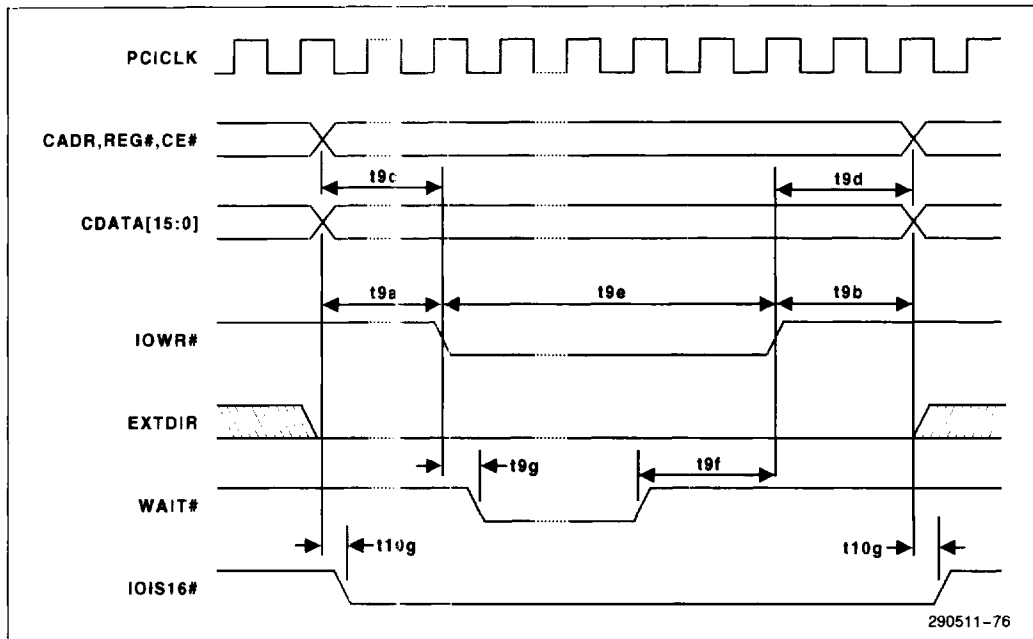 PCICLK
CADR,REG#,CE#
t9c
t9d
CDATA[15:0]
t9a
t9e
t9b
IOWR#
EXTDIR
t9g
t9f
WAIT#
t10g
t10g
IOIS16#
290511-76